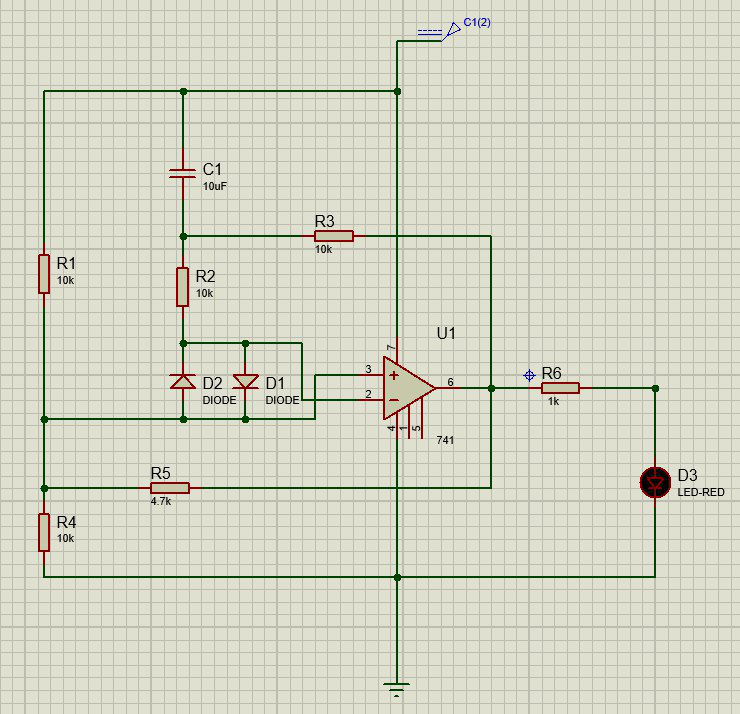 C1(2)
C1
10uF
R3
10k
R1
10k
R2
10k
U1
7
3
D2
D1
6
R6
DIODE
DIODE
2
1k
4
1
5
741
R5
4.7k
D3
LED-RED
R4
10k